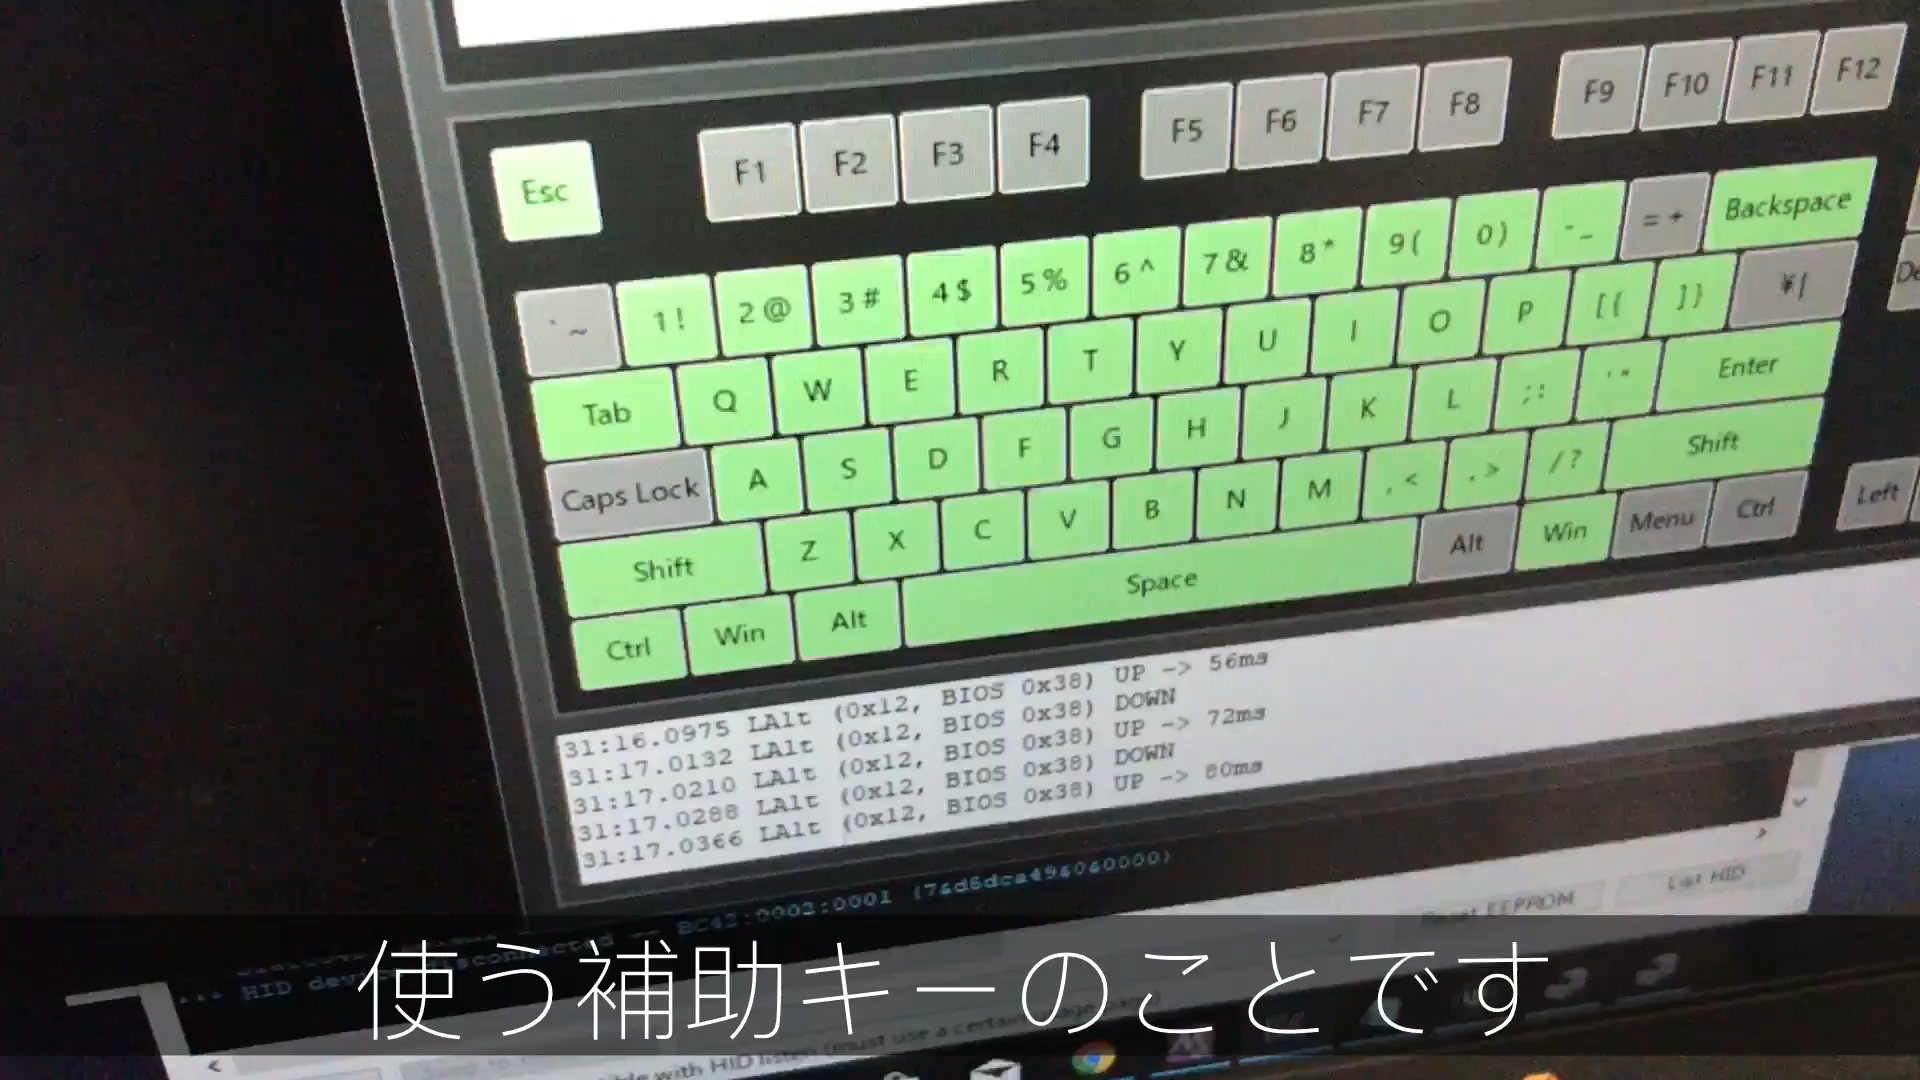 F1 F2 F3 F4 F5 F6 F7 F8 F9 F10 F11 F12
Esc
` ~ 1 ! 2 @ 3 # 4 $ 5 % 6 ^ 7 & 8 * 9 ( 0 ) - _ = + Backspace
Tab Q W E R T Y U I O P [ { ] } ¥ |
Caps Lock A S D F G H J K L ; : ' " Enter
Shift Z X C V B N M , < . > / ? Shift
Ctrl Win Alt Space Alt Win Menu Ctrl Left
31:16.0975 LAlt (0x12, BIOS 0x38) UP -> 56ms
31:17.0132 LAlt (0x12, BIOS 0x38) DOWN
31:17.0210 LAlt (0x12, BIOS 0x38) UP -> 72ms
31:17.0288 LAlt (0x12, BIOS 0x38) DOWN
31:17.0366 LAlt (0x12, BIOS 0x38) UP -> 80ms
Reset EEPROM List HID
使う補助キーのことです